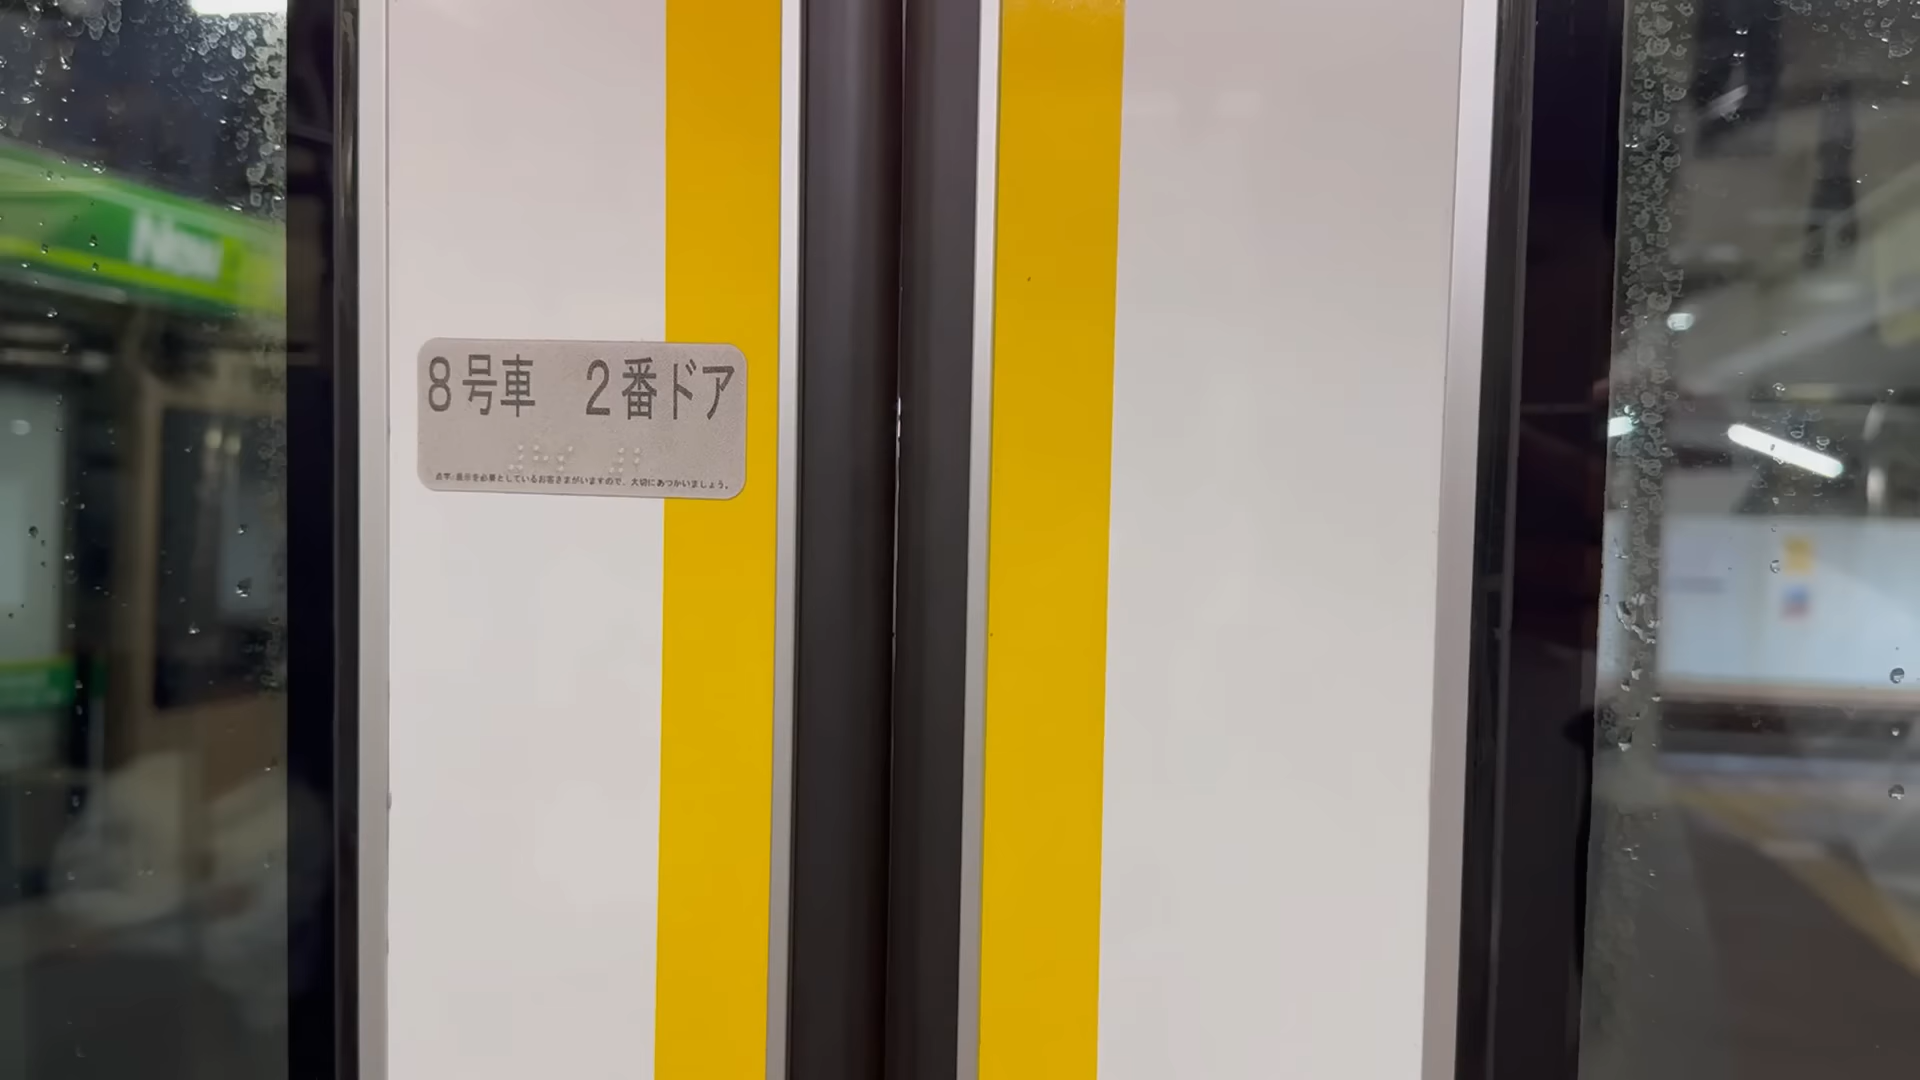 New
8号車 2番ドア
点字表示を必要としているお客さまがいますので、大切にあつかいましょう。